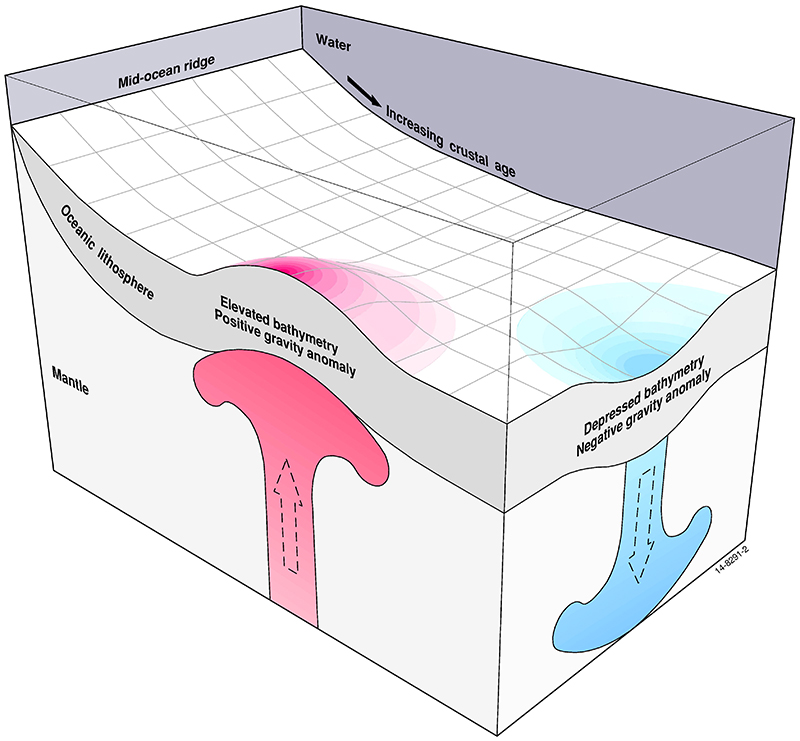 Water
Mid-ocean ridge
Increasing crustal age
Oceanic lithosphere
Elevated bathymetry
Positive gravity anomaly
Mantle
Depressed bathymetry
Negative gravity anomaly
14-8291-2